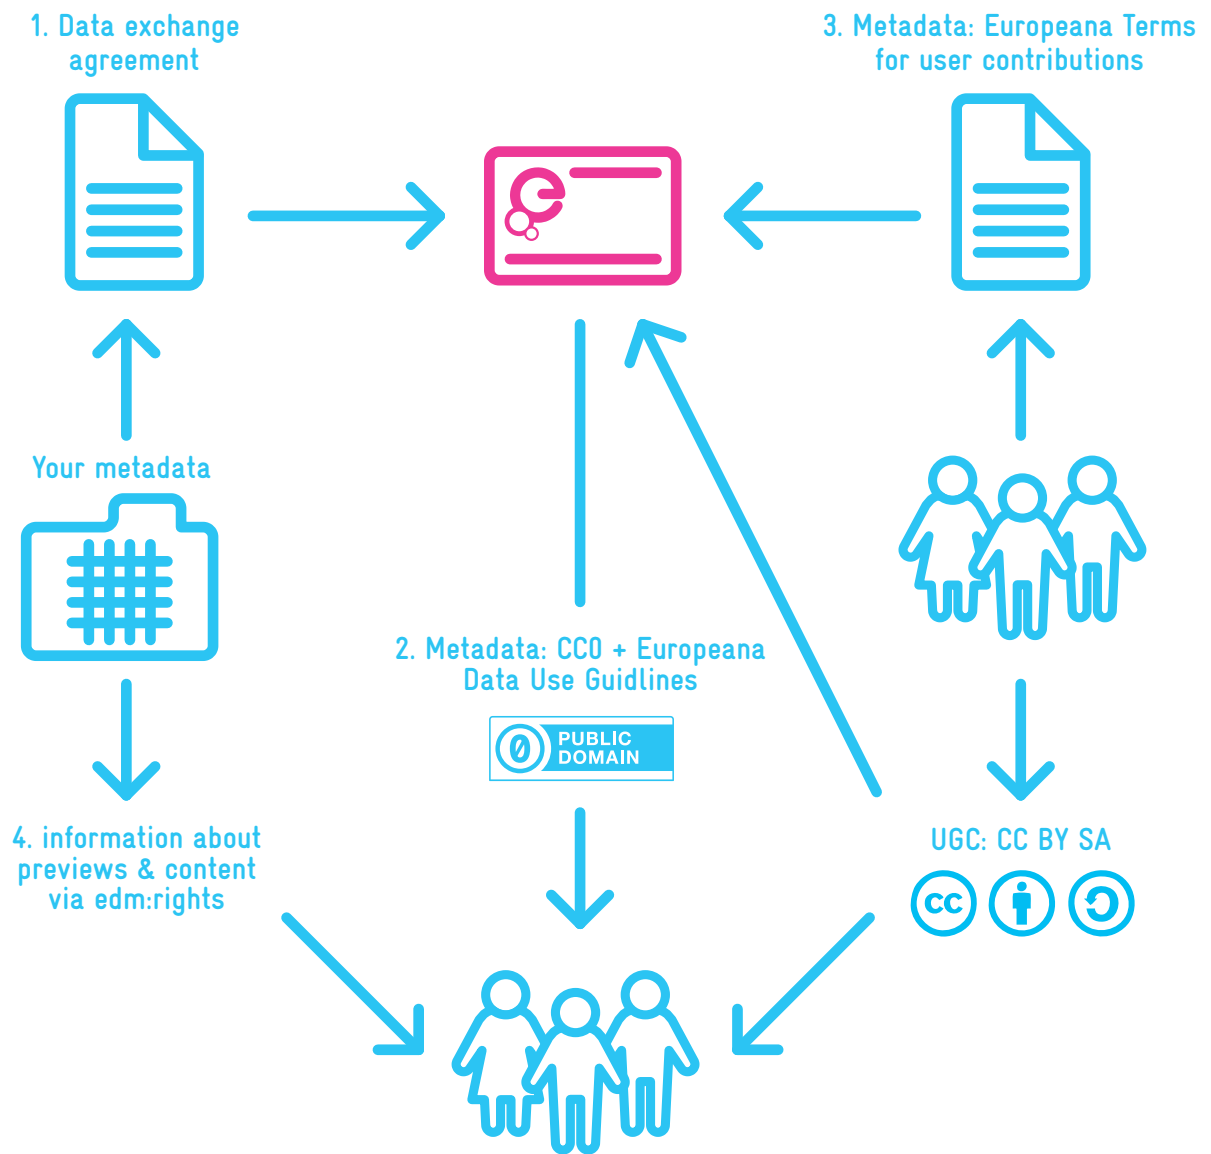 1. Data exchange
agreement
3. Metadata: Europeana Terms
for user contributions
Your metadata
2. Metadata: CC0 + Europeana
Data Use Guidlines
0 PUBLIC
DOMAIN
4. information about
previews & content
via edm:rights
UGC: CC BY SA
cc